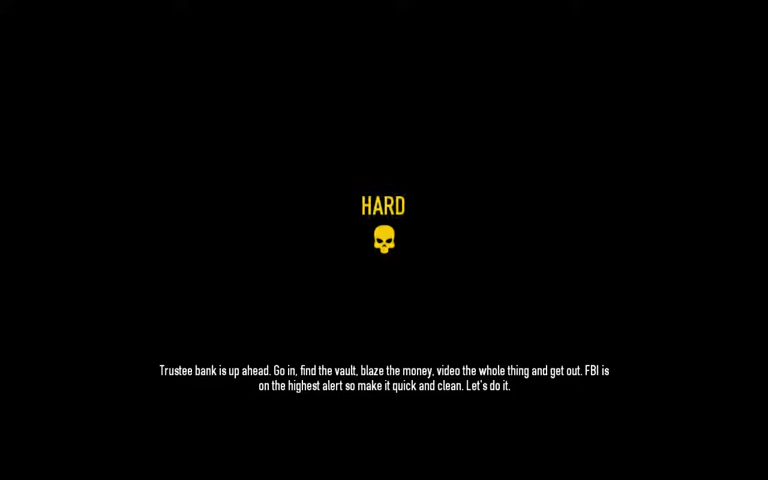 HARD
Trustee bank is up ahead. Go in, find the vault, blaze the money, video the whole thing and get out. FBI is
on the highest alert so make it quick and clean. Let's do it.